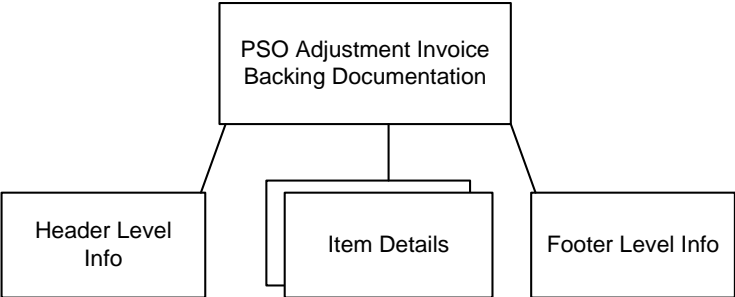 PSO Adjustment Invoice
Backing Documentation
Header Level
Info
Item Details
Footer Level Info